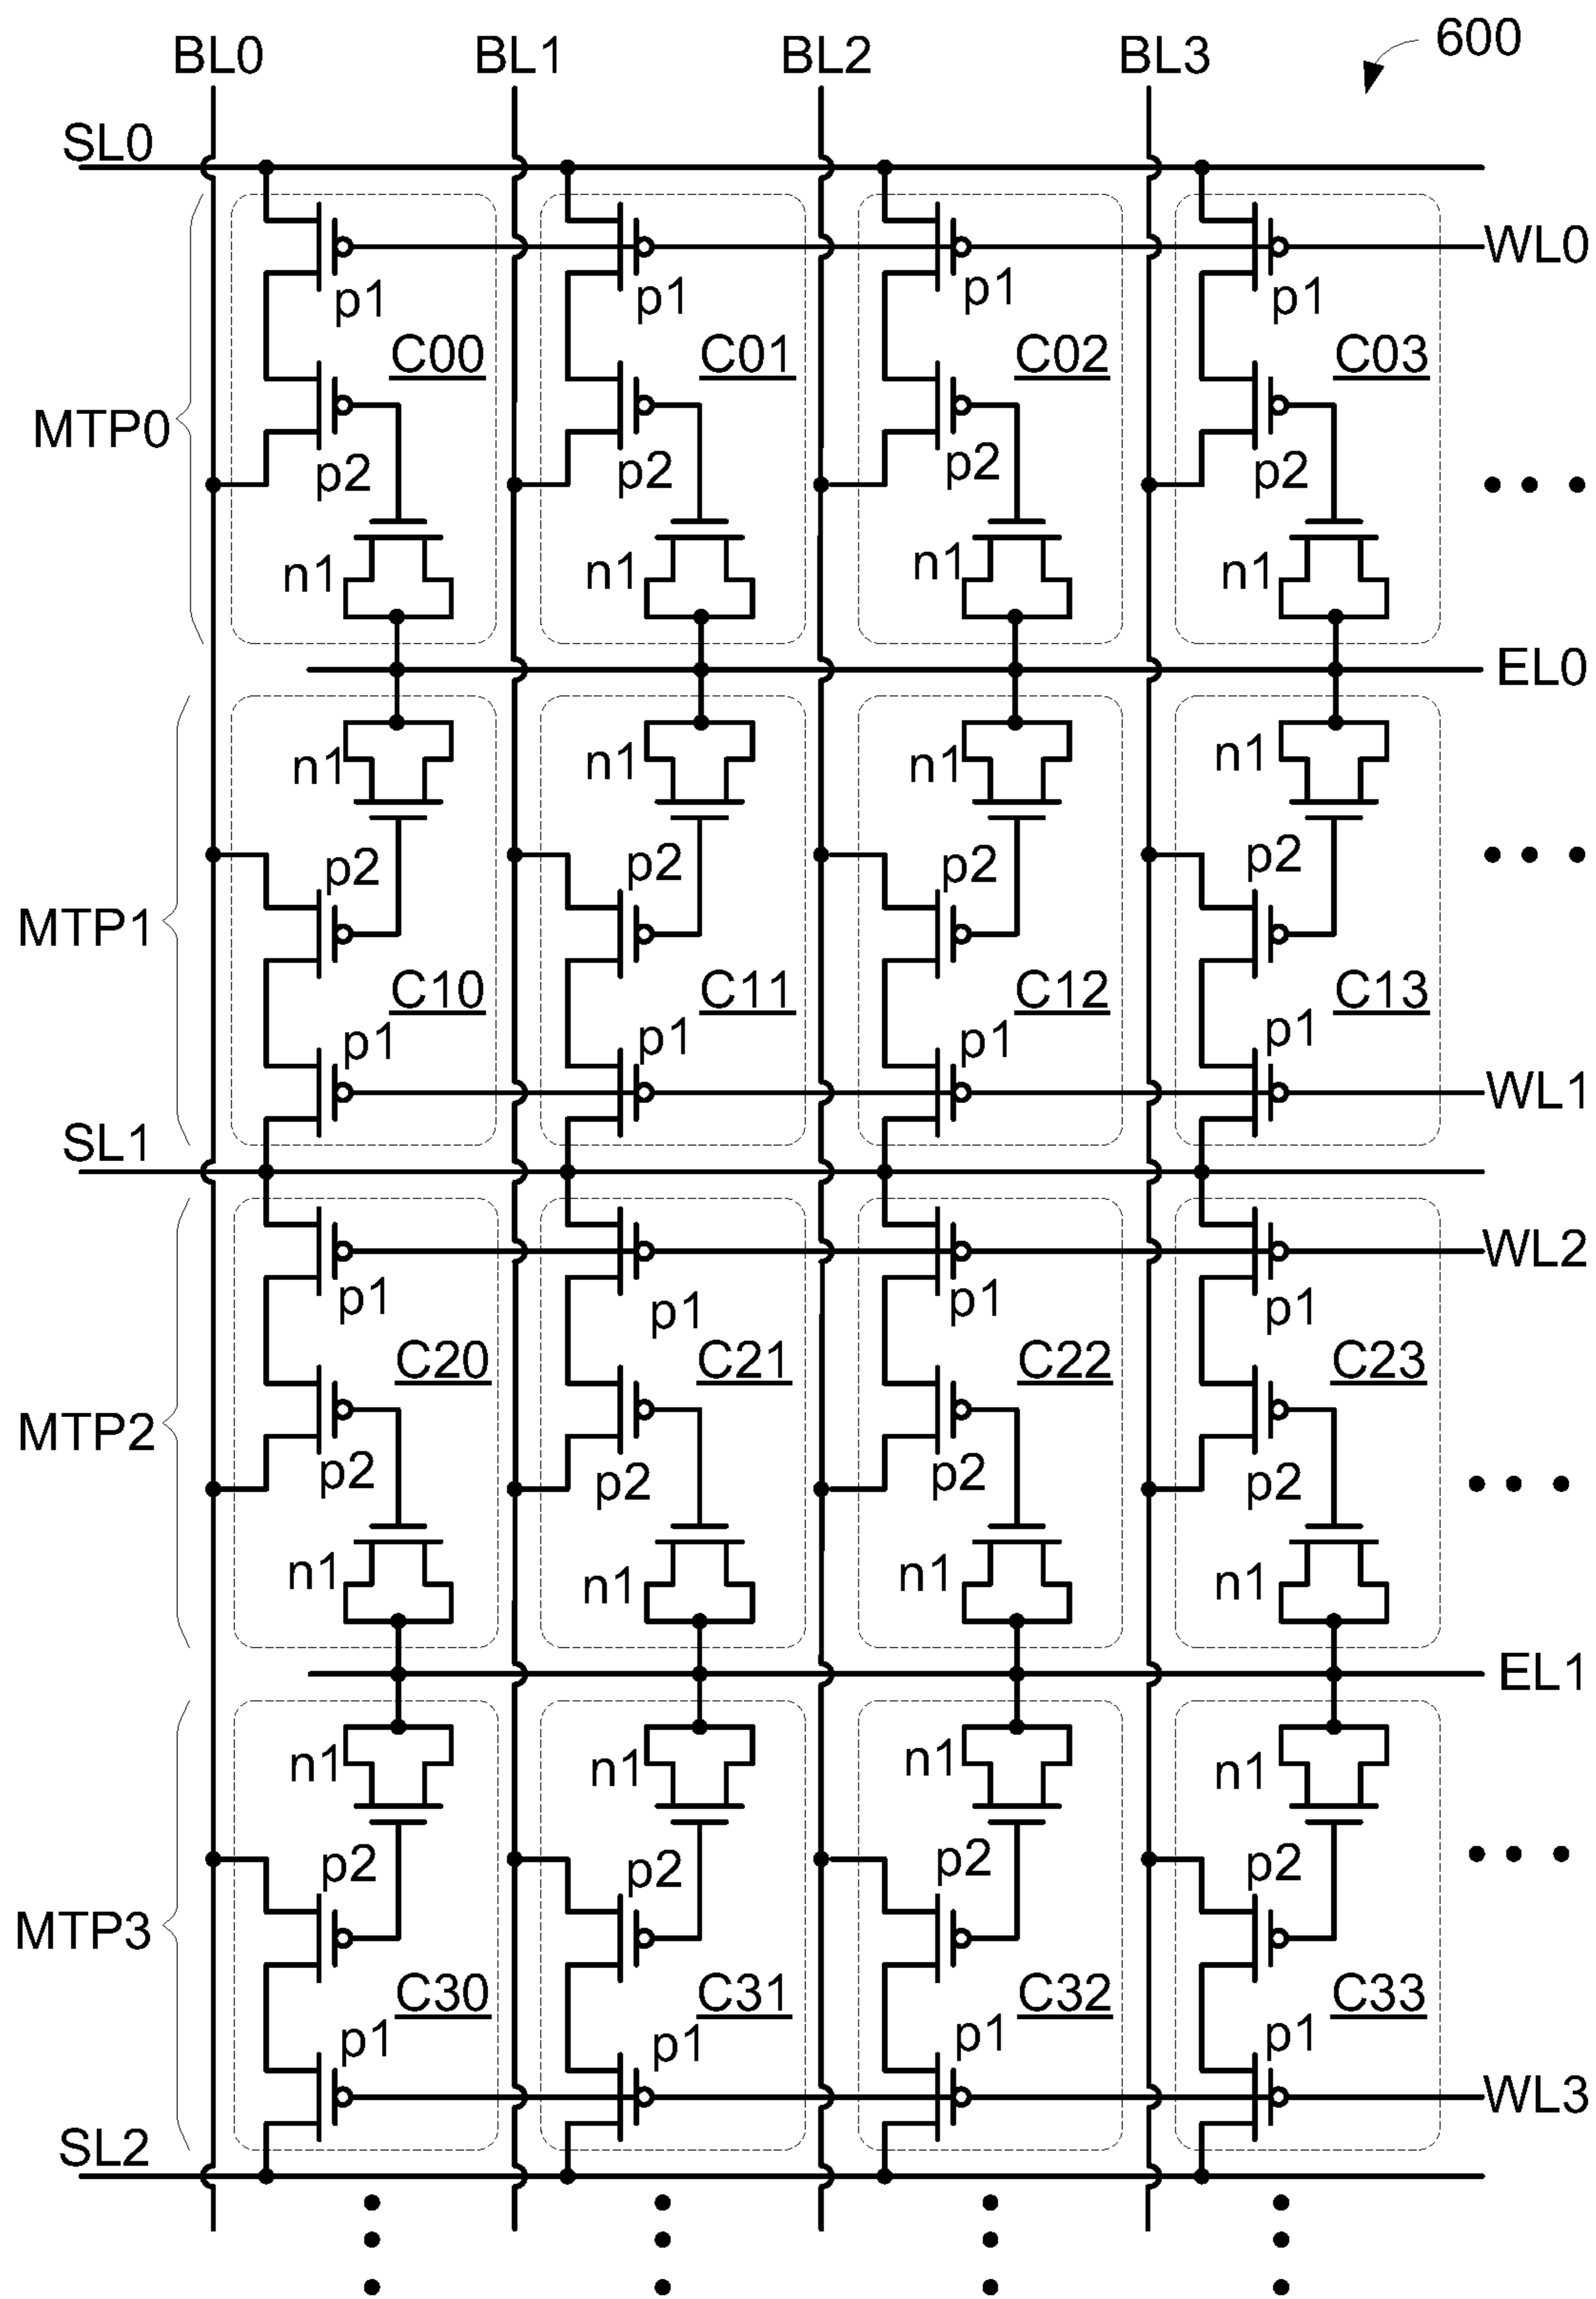 600
BL0 BL1 BL2 BL3
SL0
WL0
p1 p1 p1 p1
C00 C01 C02 C03
MTP0
p2 p2 p2 p2
n1 n1 n1 n1
EL0
n1 n1 n1 n1
p2 p2 p2 p2
MTP1
C10 C11 C12 C13
p1 p1 p1 p1
WL1
SL1
WL2
p1 p1 p1 p1
C20 C21 C22 C23
MTP2
p2 p2 p2 p2
n1 n1 n1 n1
EL1
n1 n1 n1 n1
p2 p2 p2 p2
MTP3
C30 C31 C32 C33
p1 p1 p1 p1
WL3
SL2